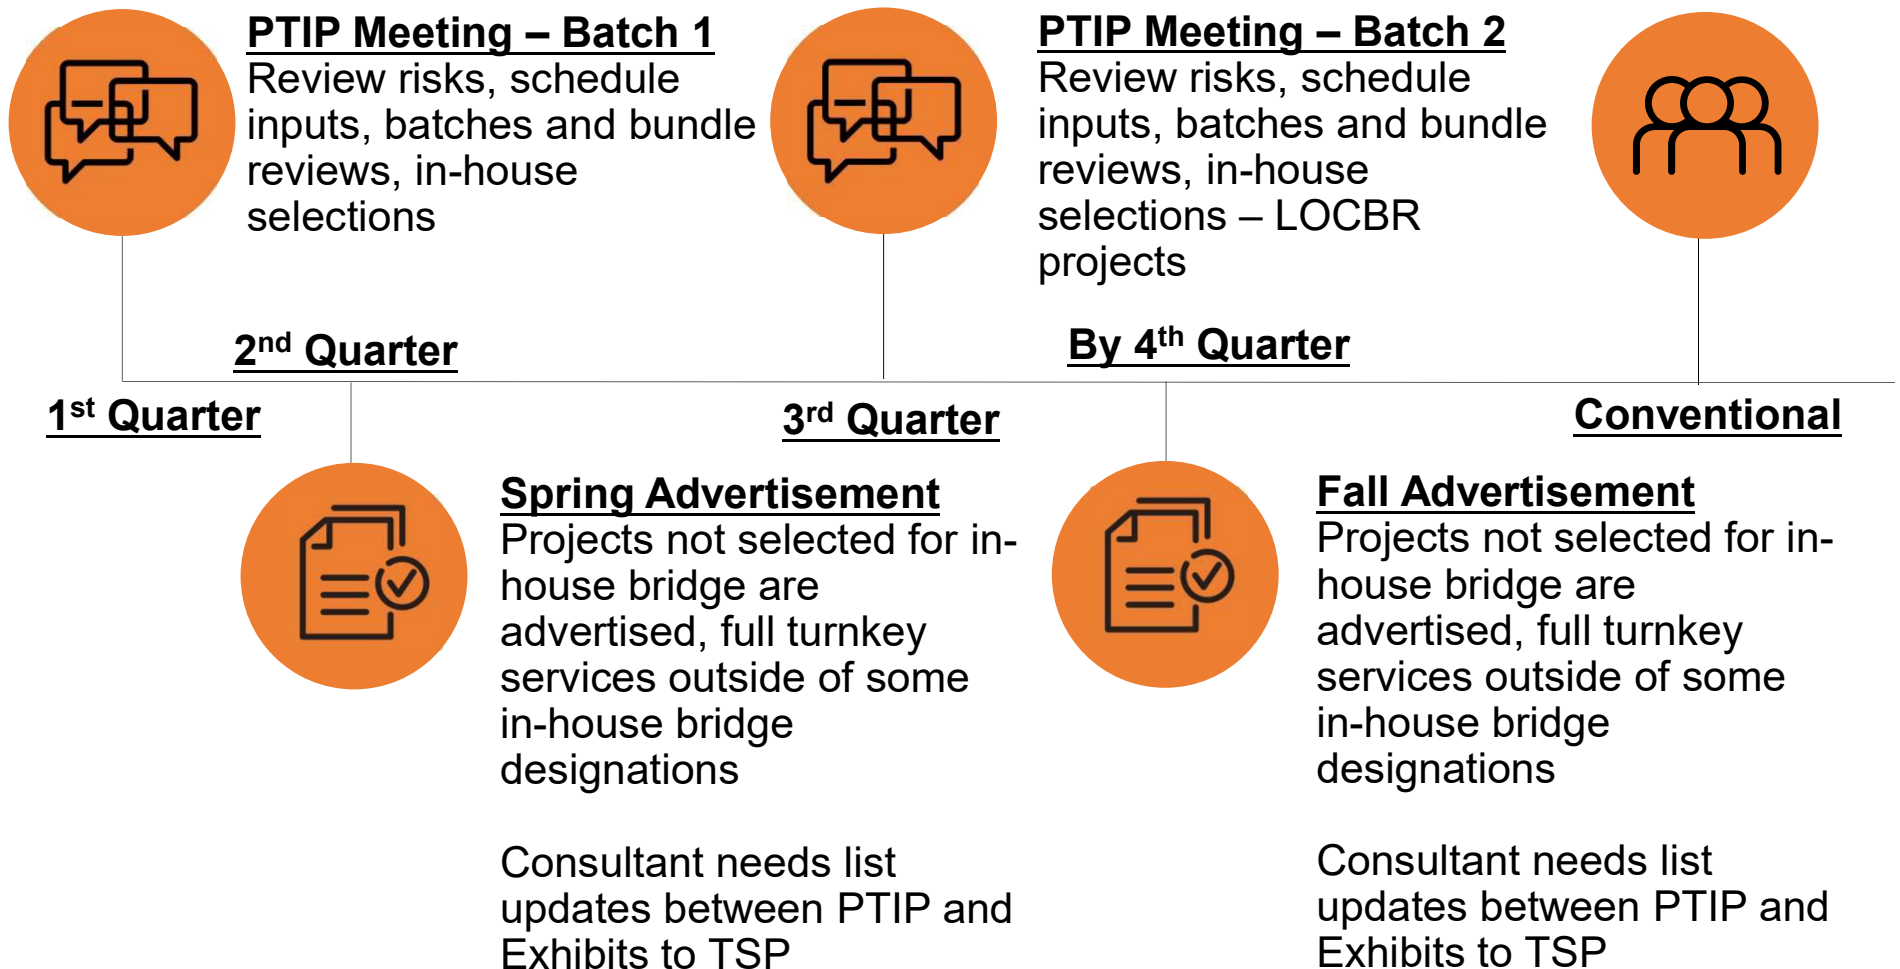 PTIP Meeting – Batch 1
Review risks, schedule
inputs, batches and bundle
reviews, in-house
selections
PTIP Meeting – Batch 2
Review risks, schedule
inputs, batches and bundle
reviews, in-house
selections – LOCBR
projects
2nd Quarter
By 4th Quarter
1st Quarter
3rd Quarter
Conventional
Spring Advertisement
Projects not selected for in-
house bridge are
advertised, full turnkey
services outside of some
in-house bridge
designations
Consultant needs list
updates between PTIP and
Exhibits to TSP
Fall Advertisement
Projects not selected for in-
house bridge are
advertised, full turnkey
services outside of some
in-house bridge
designations
Consultant needs list
updates between PTIP and
Exhibits to TSP